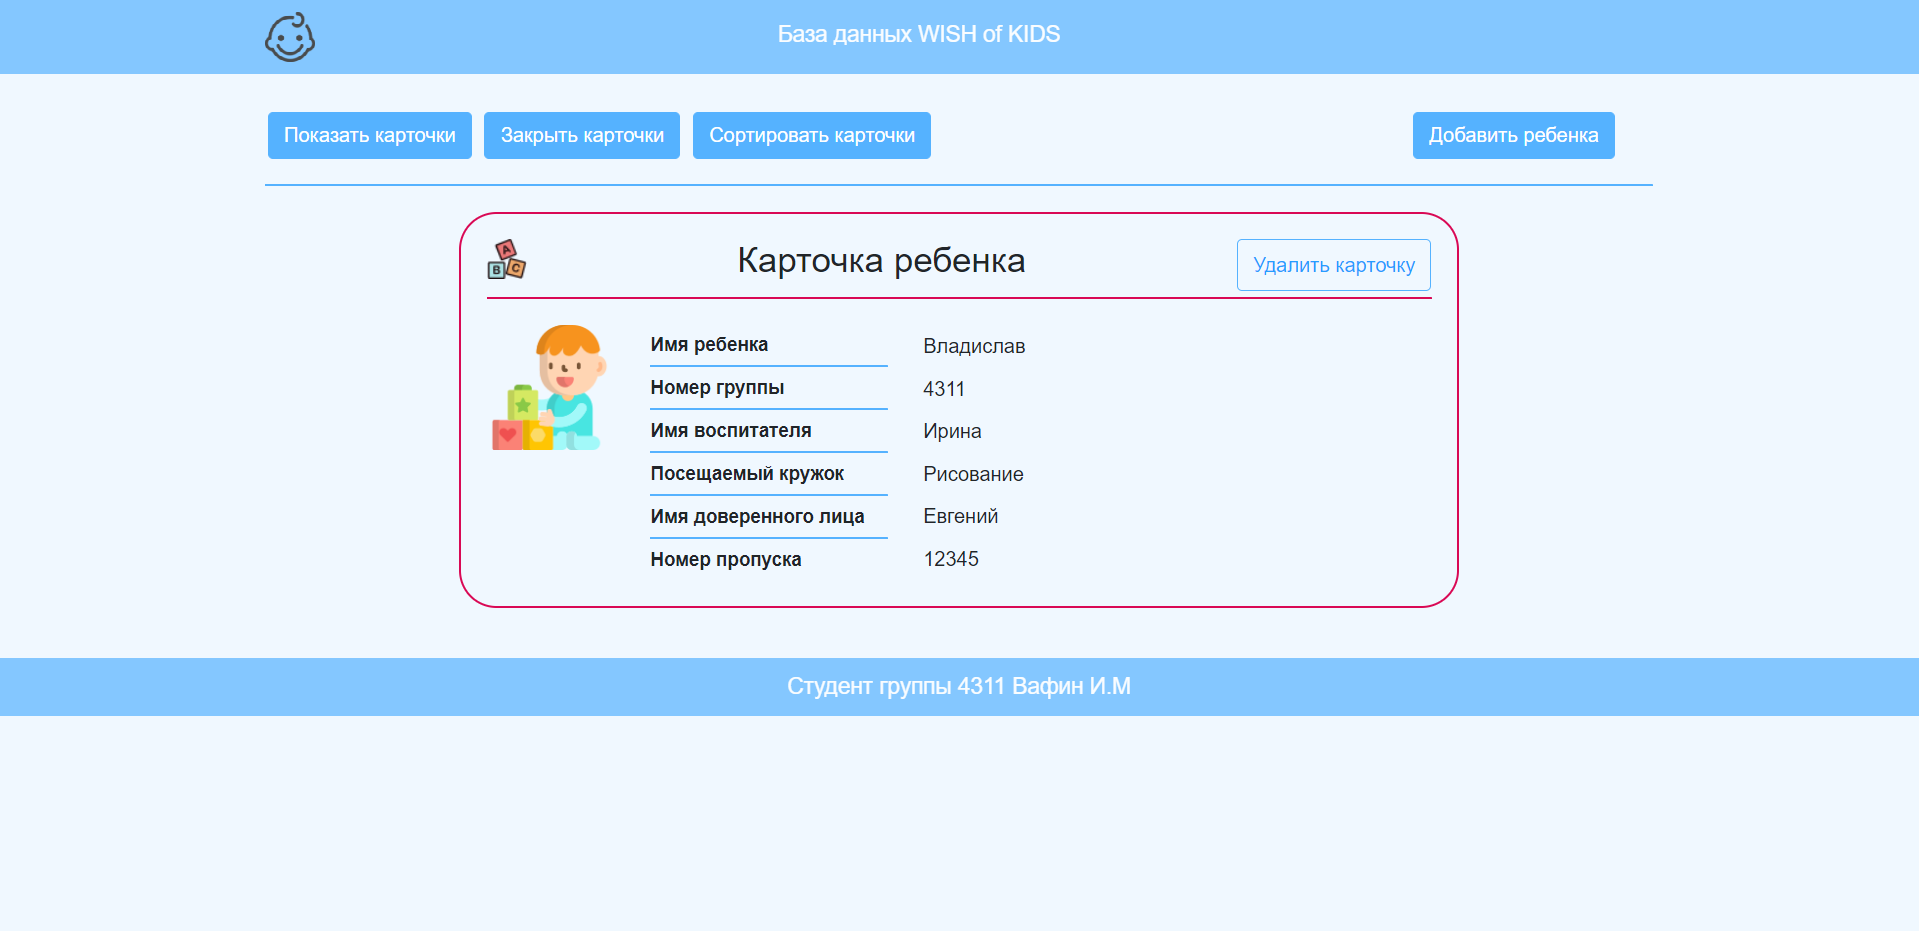 База данных WISH of KIDS
Показать карточки
Закрыть карточки
Сортировать карточки
Добавить ребенка
A
B
C
Карточка ребенка
Удалить карточку
Имя ребенка
Владислав
Номер группы
4311
Имя воспитателя
Ирина
Посещаемый кружок
Рисование
Имя доверенного лица
Евгений
Номер пропуска
12345
Студент группы 4311 Вафин И.М